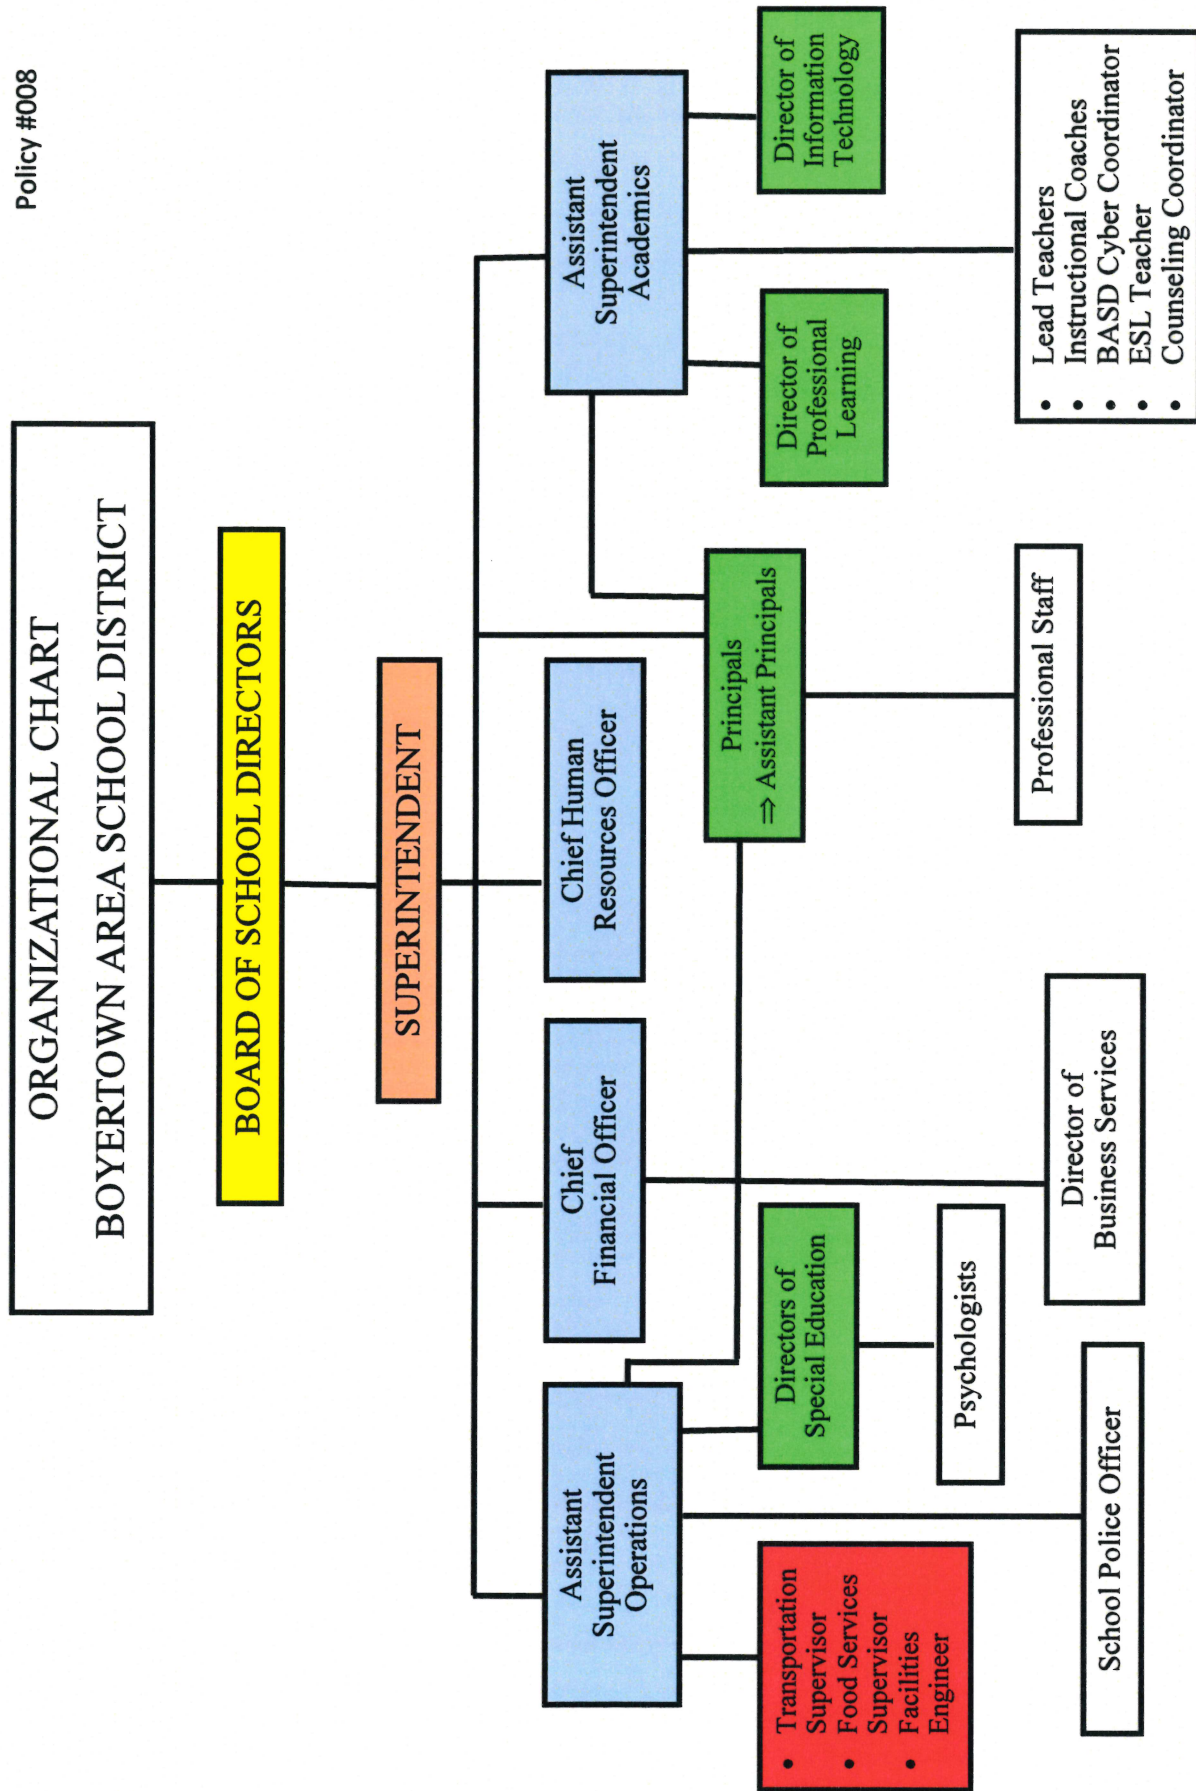 Policy #008
ORGANIZATIONAL CHART
BOYERTOWN AREA SCHOOL DISTRICT
BOARD OF SCHOOL DIRECTORS
SUPERINTENDENT
Assistant
Superintendent
Operations
Chief
Financial Officer
Chief Human
Resources Officer
Assistant
Superintendent
Academics
Principals
⇒ Assistant Principals
• Transportation
Supervisor
• Food Services
Supervisor
• Facilities
Engineer
Directors of
Special Education
Director of
Professional
Learning
Director of
Information
Technology
Psychologists
School Police Officer
Director of
Business Services
Professional Staff
• Lead Teachers
• Instructional Coaches
• BASD Cyber Coordinator
• ESL Teacher
• Counseling Coordinator